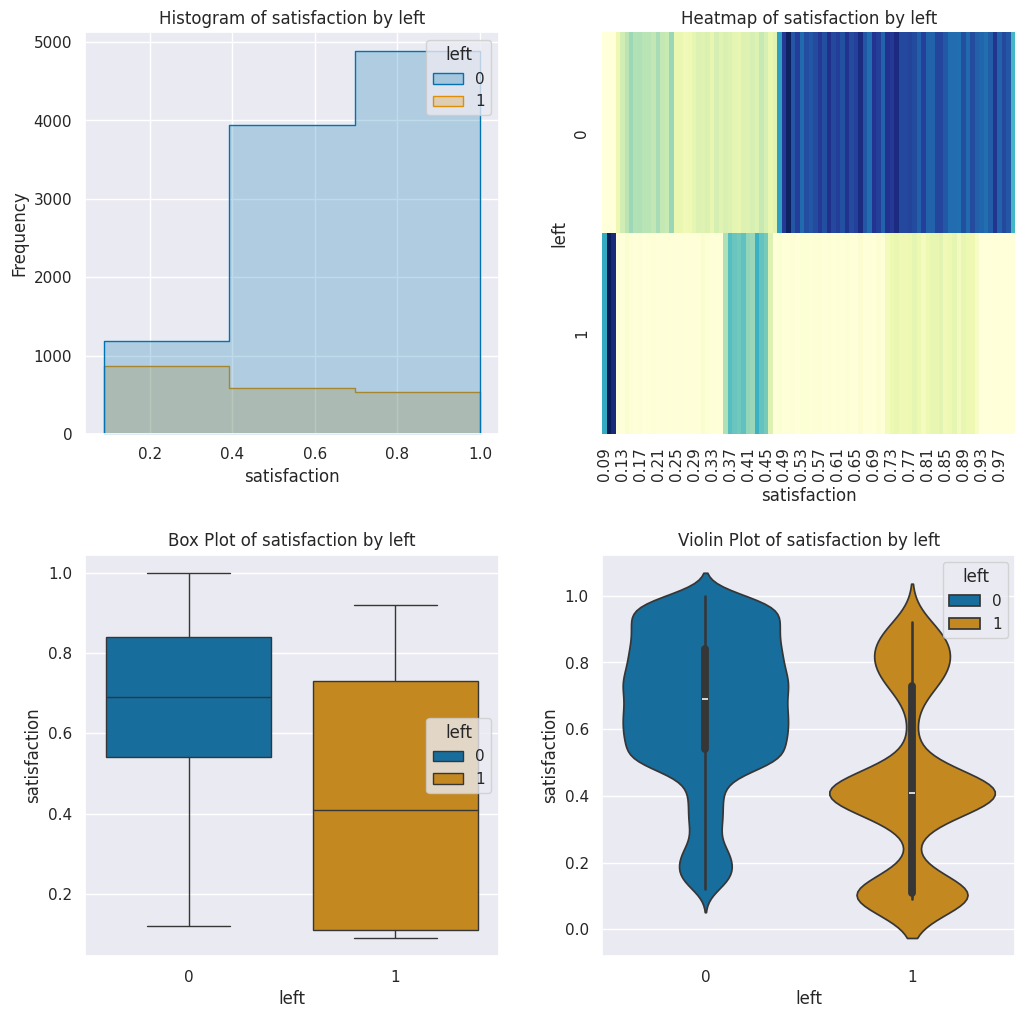 Histogram of satisfaction by left
5000
4000
3000
2000
1000
0
Frequency
0.2 0.4 0.6 0.8 1.0
satisfaction
left
0
1
Heatmap of satisfaction by left
0
1
left
0.09 0.13 0.17 0.21 0.25 0.29 0.33 0.37 0.41 0.45 0.49 0.53 0.57 0.61 0.65 0.69 0.73 0.77 0.81 0.85 0.89 0.93 0.97
satisfaction
Box Plot of satisfaction by left
1.0
0.8
0.6
0.4
0.2
satisfaction
left
0
1
0 1
left
Violin Plot of satisfaction by left
1.0
0.8
0.6
0.4
0.2
0.0
satisfaction
left
0
1
0 1
left